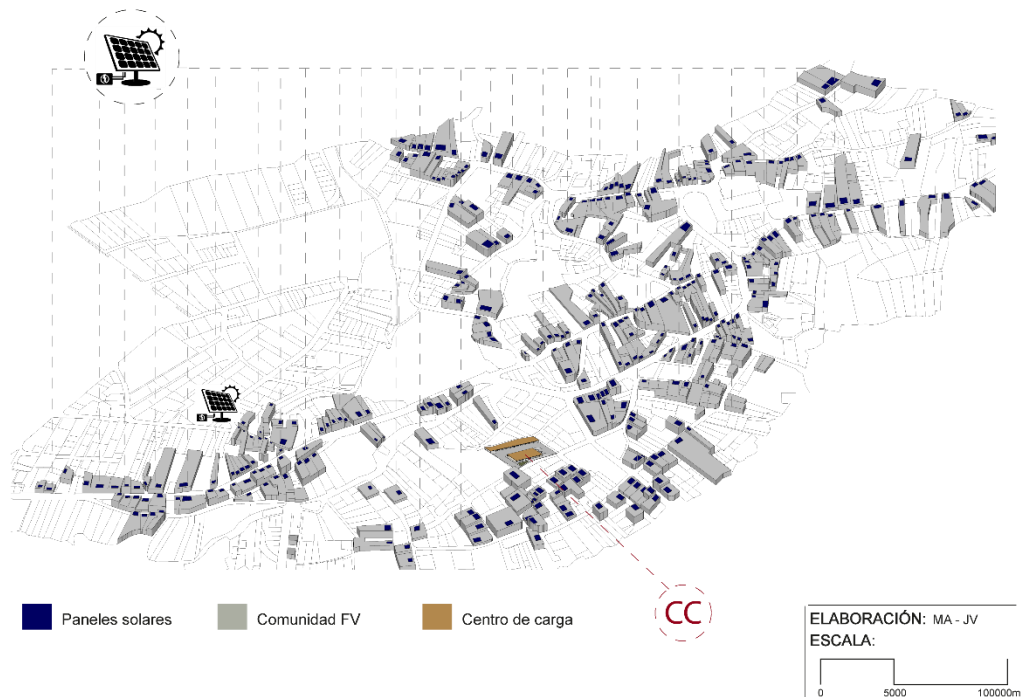 Paneles solares
Comunidad FV
Centro de carga
CC
ELABORACIÓN: MA - JV
ESCALA:
0 5000 100000m